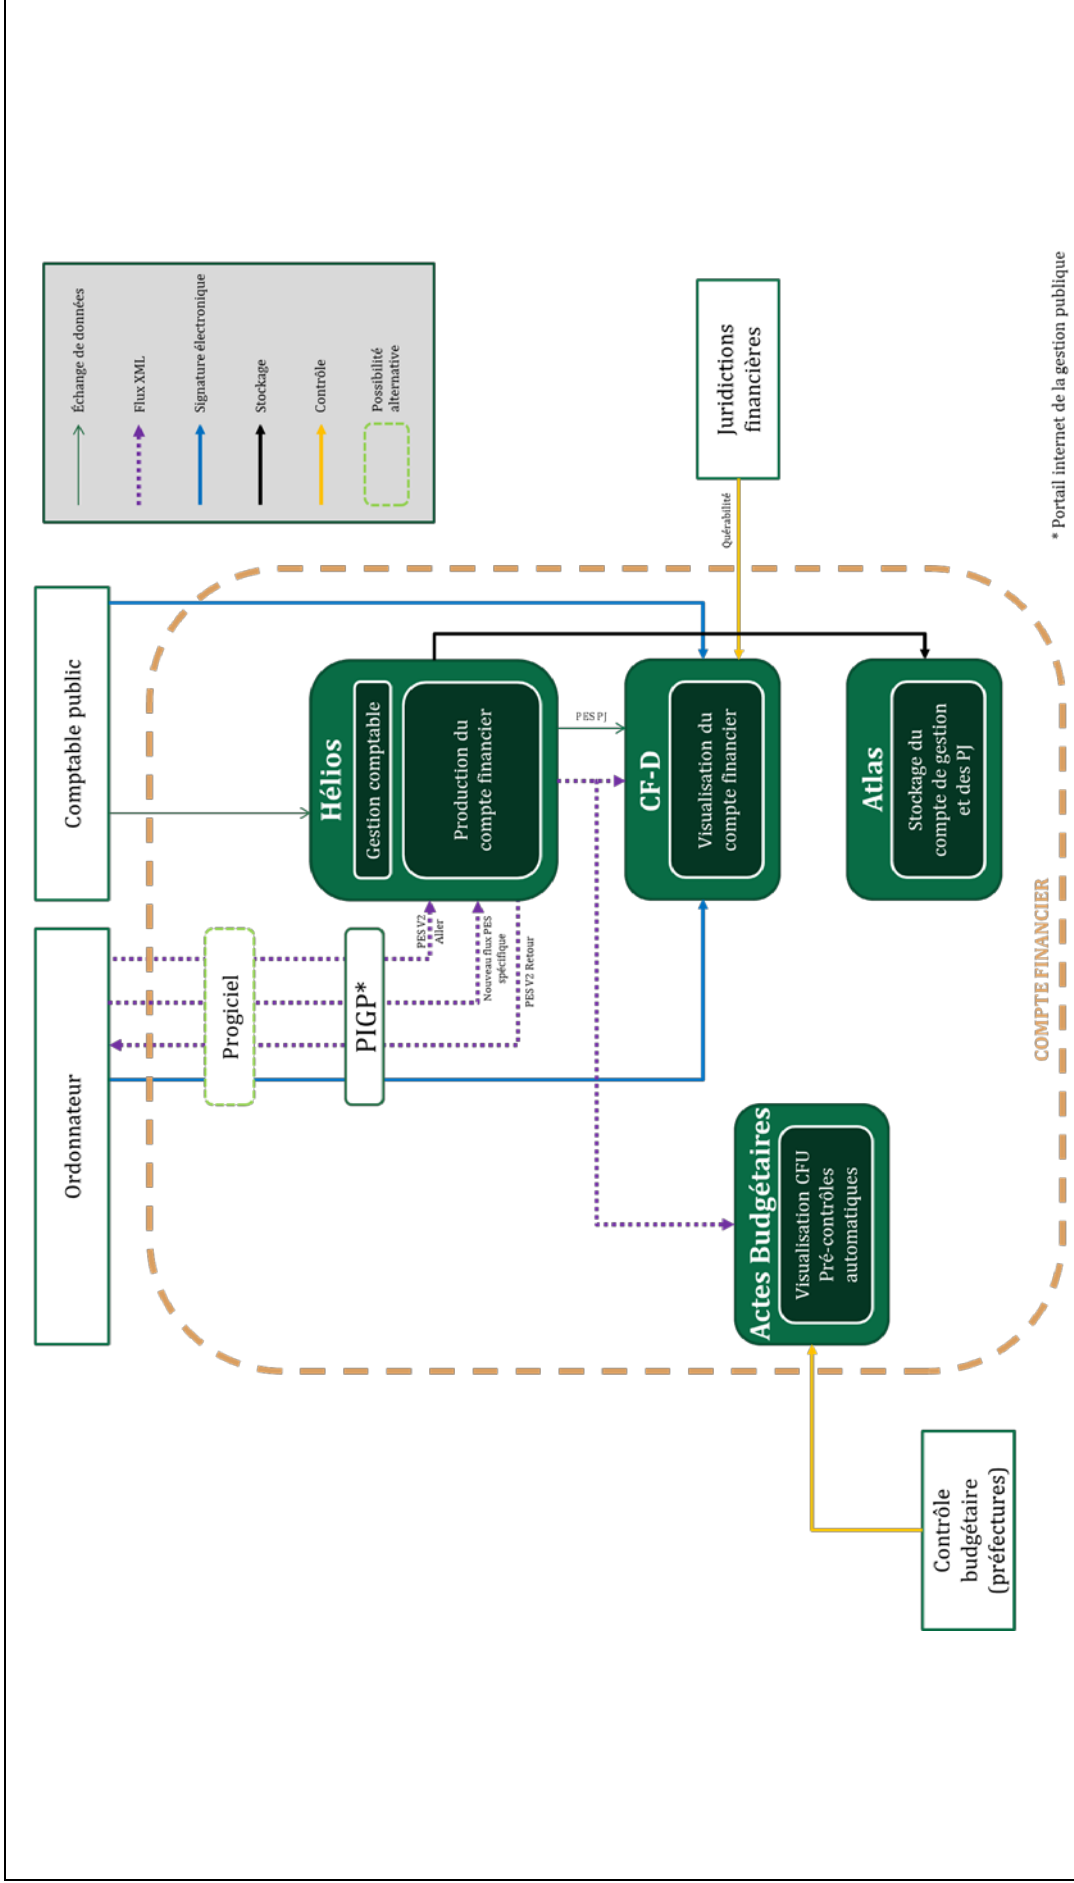 Ordonnateur
Comptable public
Échange de données
Flux XML
Signature électronique
Stockage
Contrôle
Possibilité
alternative
Progiciel
PIGP*
PES V2
Aller
Nouveau flux PES
spécifique
PES V2 Retour
Hélios
Gestion comptable
Production du
compte financier
PES PJ
CF-D
Visualisation du
compte financier
Quérabilité
Juridictions
financières
Actes Budgétaires
Visualisation CFU
Pré-contrôles
automatiques
Atlas
Stockage du
compte de gestion
et des PJ
Contrôle
budgétaire
(préfectures)
COMPTE FINANCIER
* Portail internet de la gestion publique